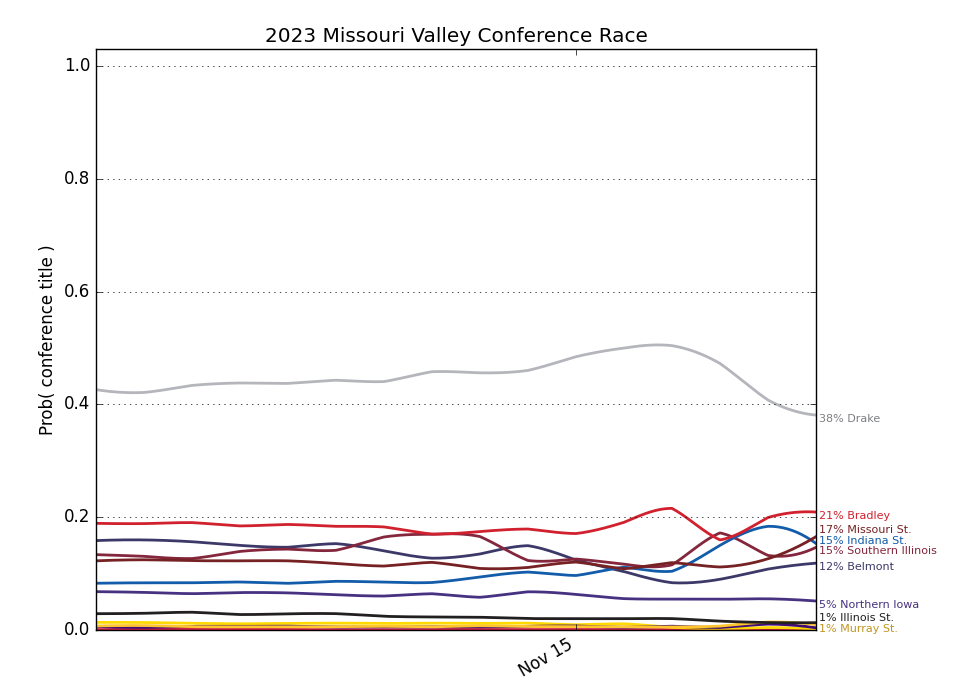 2023 Missouri Valley Conference Race
Prob( conference title )
1.0
0.8
0.6
0.4
0.2
0.0
Nov 15
38% Drake
21% Bradley
17% Missouri St.
15% Indiana St.
15% Southern Illinois
12% Belmont
5% Northern Iowa
1% Illinois St.
1% Murray St.